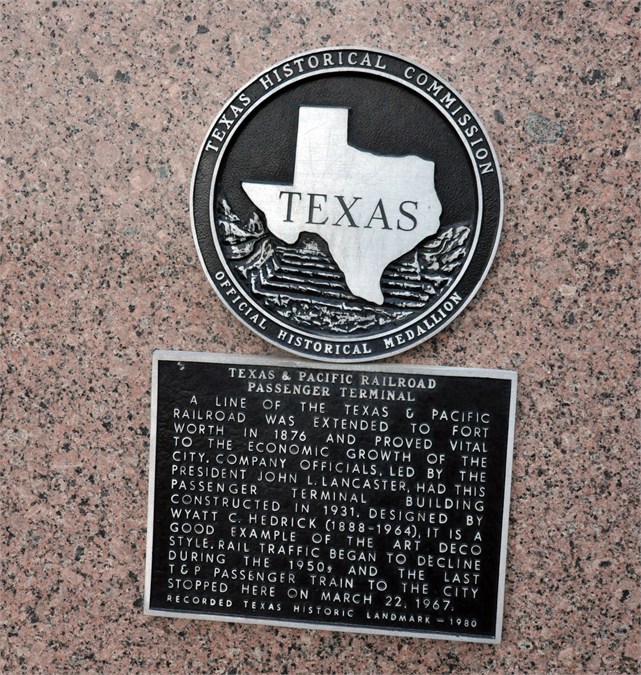 TEXAS HISTORICAL COMMISSION
TEXAS
OFFICIAL HISTORICAL MEDALLION
TEXAS & PACIFIC RAILROAD
PASSENGER TERMINAL
A LINE OF THE TEXAS & PACIFIC
RAILROAD WAS EXTENDED TO FORT
WORTH IN 1876 AND PROVED VITAL
TO THE ECONOMIC GROWTH OF THE
CITY. COMPANY OFFICIALS, LED BY THE
PRESIDENT JOHN L. LANCASTER, HAD THIS
PASSENGER TERMINAL BUILDING
CONSTRUCTED IN 1931. DESIGNED BY
WYATT C. HEDRICK (1888-1964), IT IS A
GOOD EXAMPLE OF THE ART DECO
STYLE. RAIL TRAFFIC BEGAN TO DECLINE
DURING THE 1950s, AND THE LAST
T&P PASSENGER TRAIN TO THE CITY
STOPPED HERE ON MARCH 22, 1967.
RECORDED TEXAS HISTORIC LANDMARK - 1980